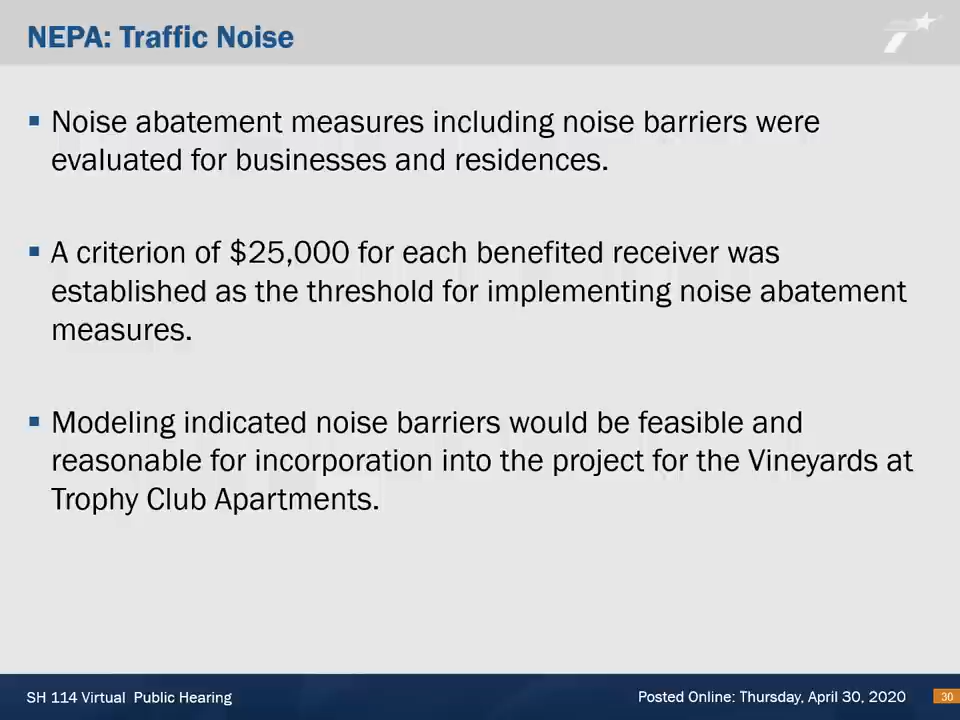 NEPA: Traffic Noise
▪ Noise abatement measures including noise barriers were
evaluated for businesses and residences.
▪ A criterion of $25,000 for each benefited receiver was
established as the threshold for implementing noise abatement
measures.
▪ Modeling indicated noise barriers would be feasible and
reasonable for incorporation into the project for the Vineyards at
Trophy Club Apartments.
SH 114 Virtual Public Hearing
Posted Online: Thursday, April 30, 2020
30